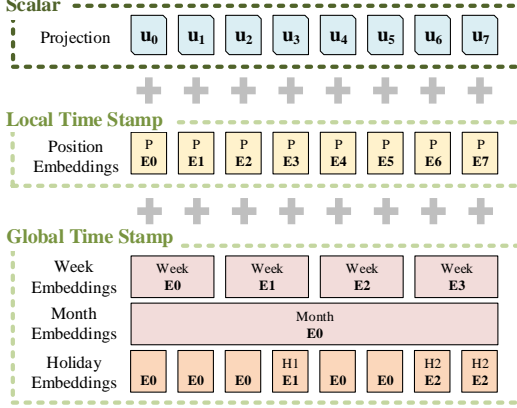 Scalar
Projection u0 u1 u2 u3 u4 u5 u6 u7
Local Time Stamp
Position P P P P P P P P
Embeddings E0 E1 E2 E3 E4 E5 E6 E7
Global Time Stamp
Week Week Week Week Week
Embeddings E0 E1 E2 E3
Month Month
Embeddings E0
Holiday H1 H2 H2
Embeddings E0 E0 E0 E1 E0 E0 E2 E2